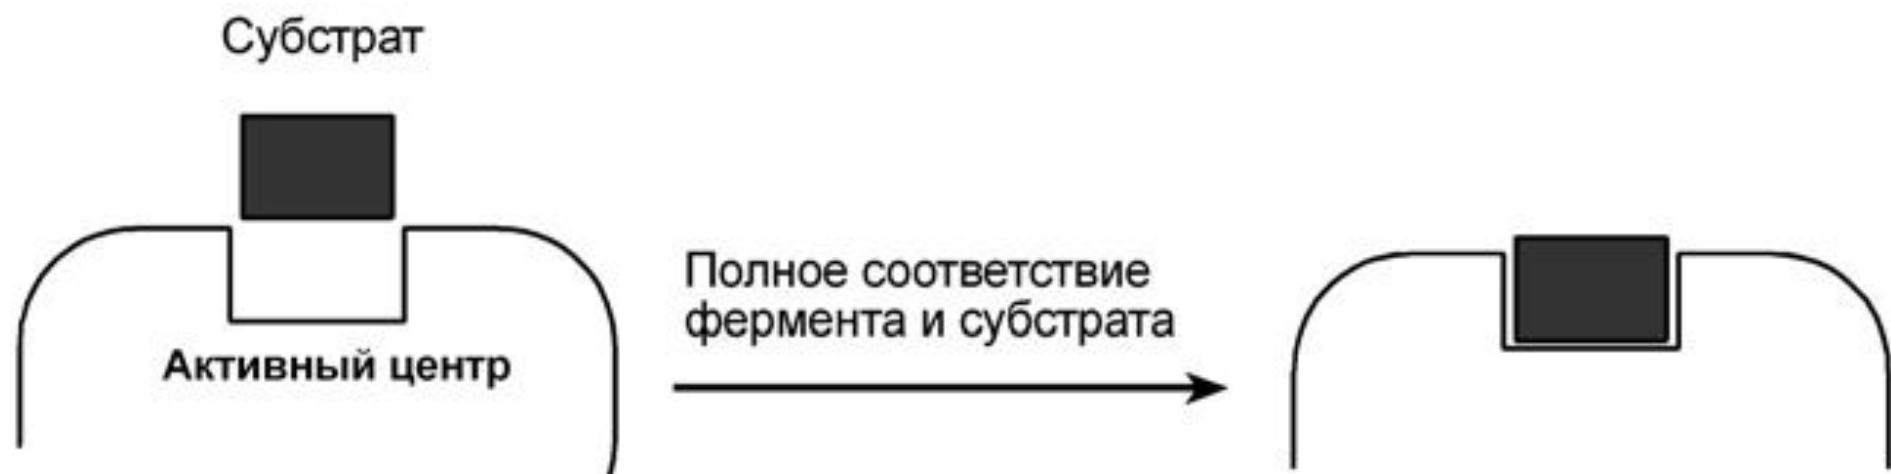 Субстрат
Активный центр
Полное соответствие
фермента и субстрата